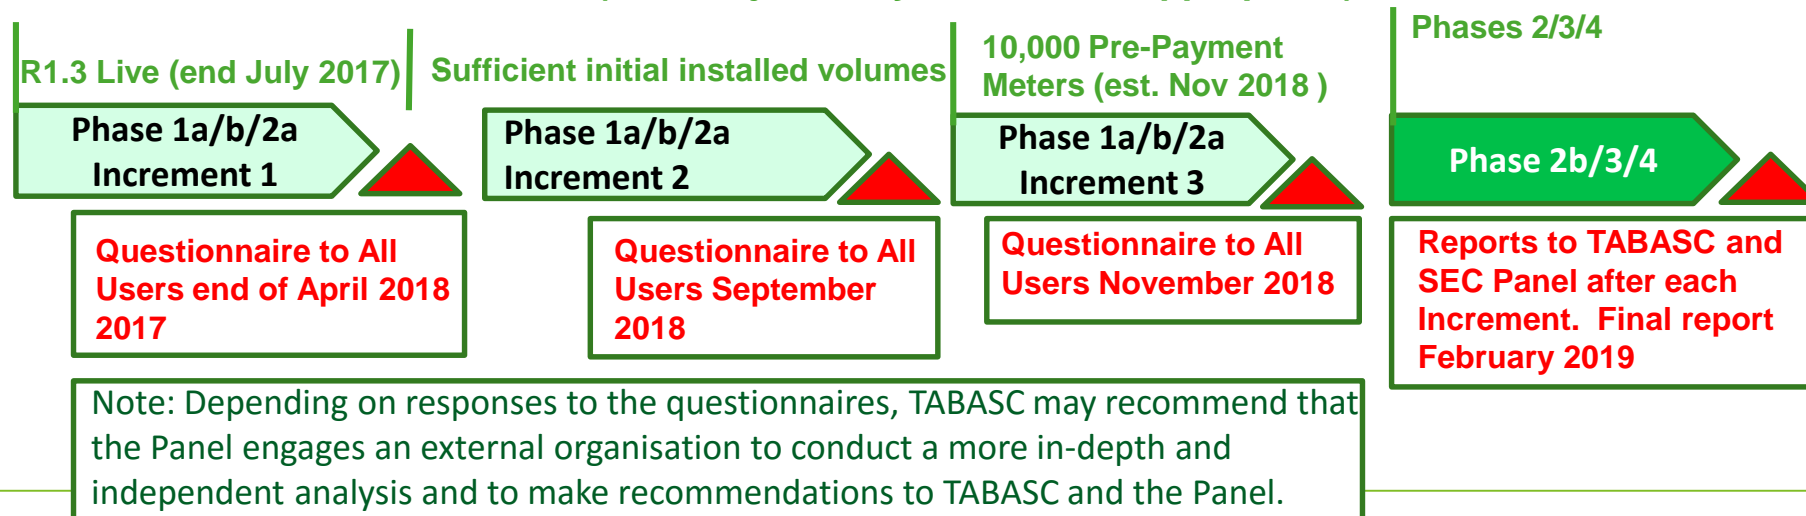 R1.3 Live (end July 2017)
Sufficient initial installed volumes
10,000 Pre-Payment
Meters (est. Nov 2018 )
Phases 2/3/4
Phase 1a/b/2a
Increment 1
Phase 1a/b/2a
Increment 2
Phase 1a/b/2a
Increment 3
Phase 2b/3/4
Questionnaire to All
Users end of April 2018
2017
Questionnaire to All
Users September
2018
Questionnaire to All
Users November 2018
Reports to TABASC and
SEC Panel after each
Increment. Final report
February 2019
Note: Depending on responses to the questionnaires, TABASC may recommend that
the Panel engages an external organisation to conduct a more in-depth and
independent analysis and to make recommendations to TABASC and the Panel.